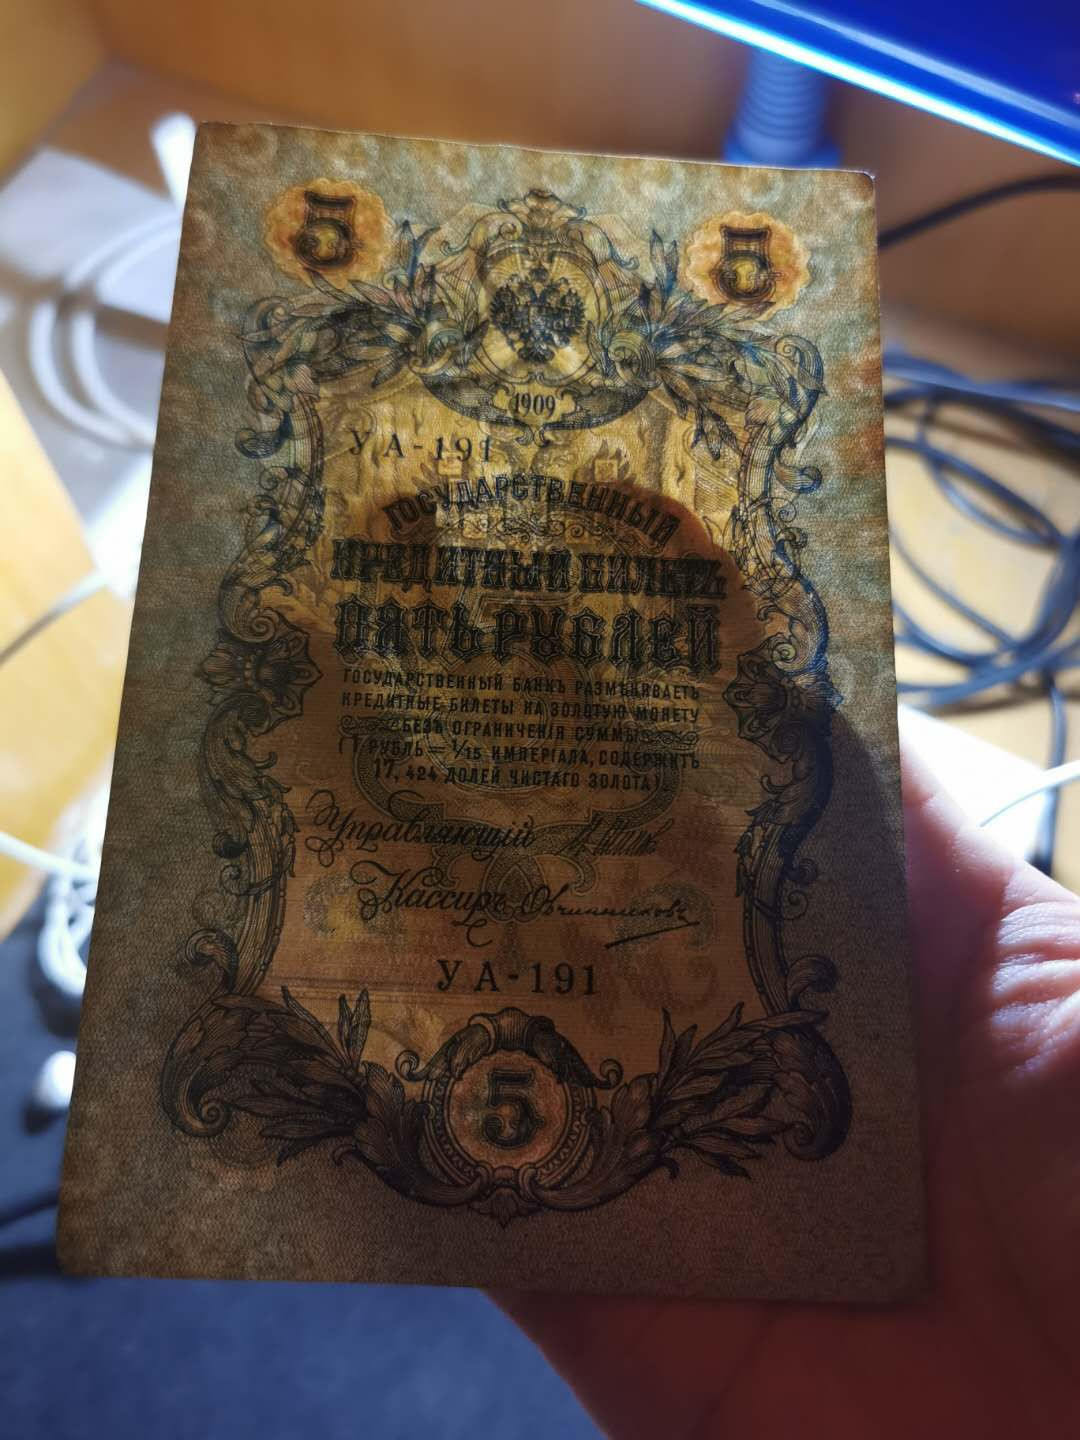 5
5
1909
УА-191
ГОСУДАРСТВЕННЫЙ
КРЕДИТНЫЙ БИЛЕТЪ
ПЯТЬ РУБЛЕЙ
ГОСУДАРСТВЕННЫЙ БАНКЪ РАЗМѢНИВАЕТЪ
КРЕДИТНЫЕ БИЛЕТЫ НА ЗОЛОТУЮ МОНЕТУ
БЕЗЪ ОГРАНИЧЕНІЯ СУММЫ
(1 РУБЛЬ = 1/15 ИМПЕРІАЛА, СОДЕРЖИТЪ
17,424 ДОЛЕЙ ЧИСТАГО ЗОЛОТА).
Управляющій
Кассиръ Овчинниковъ
УА-191
5